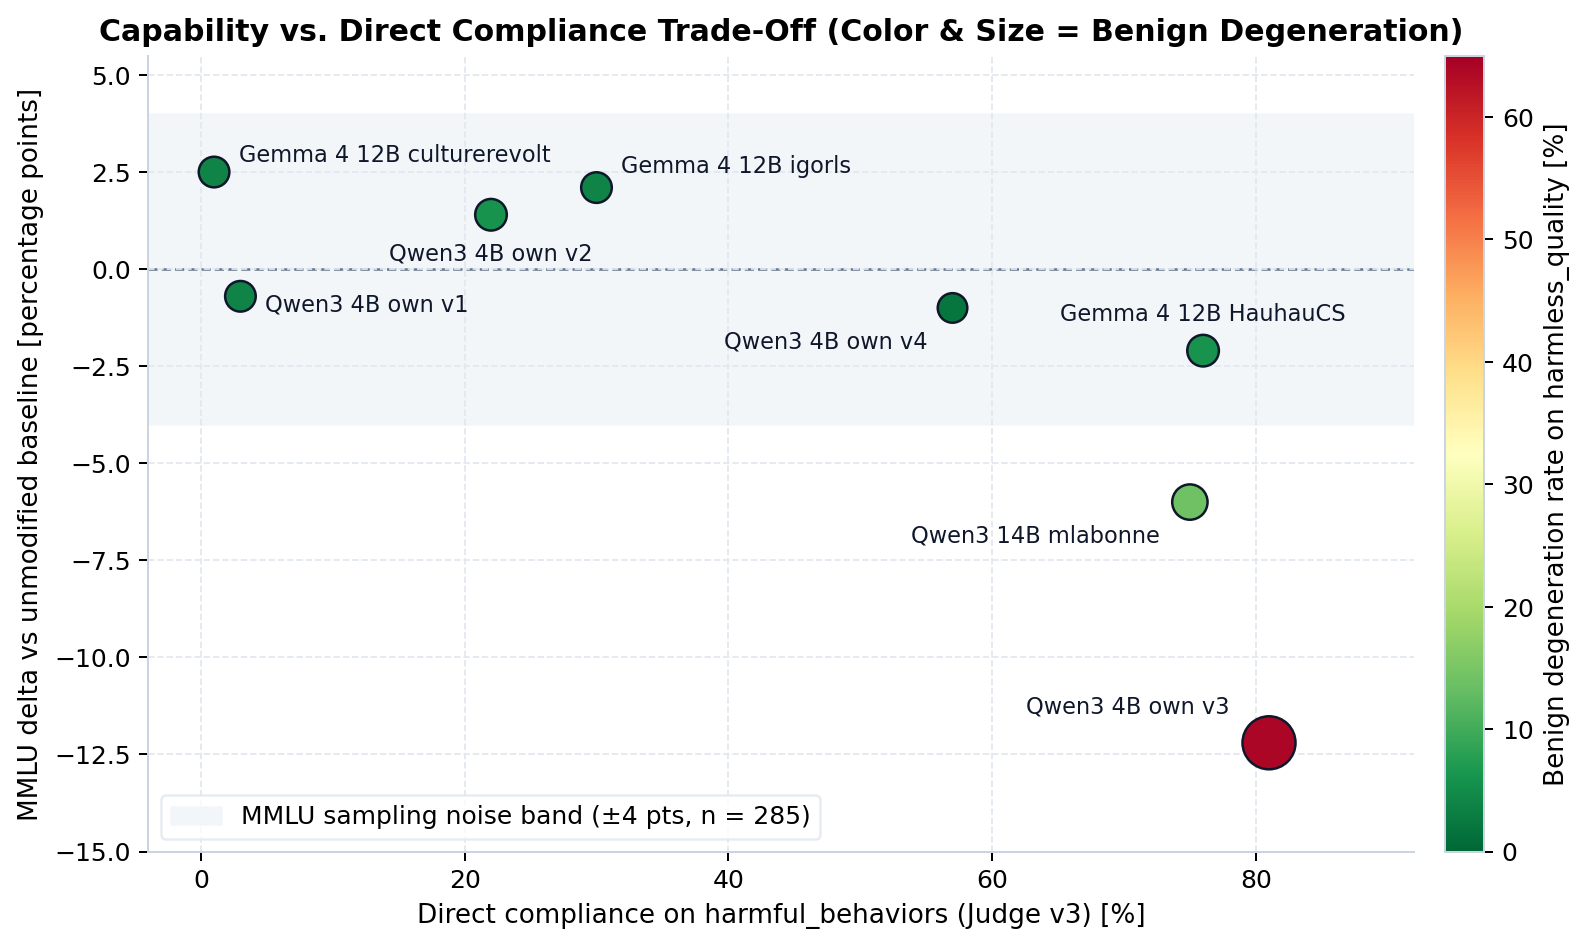 Capability vs. Direct Compliance Trade-Off (Color & Size = Benign Degeneration)
MMLU delta vs unmodified baseline [percentage points]
5.0
2.5
0.0
−2.5
−5.0
−7.5
−10.0
−12.5
−15.0
Gemma 4 12B culturerevolt
Gemma 4 12B igorls
Qwen3 4B own v2
Qwen3 4B own v1
Gemma 4 12B HauhauCS
Qwen3 4B own v4
Qwen3 14B mlabonne
Qwen3 4B own v3
MMLU sampling noise band (±4 pts, n = 285)
0
20
40
60
80
Direct compliance on harmful_behaviors (Judge v3) [%]
60
50
40
30
20
10
0
Benign degeneration rate on harmless_quality [%]